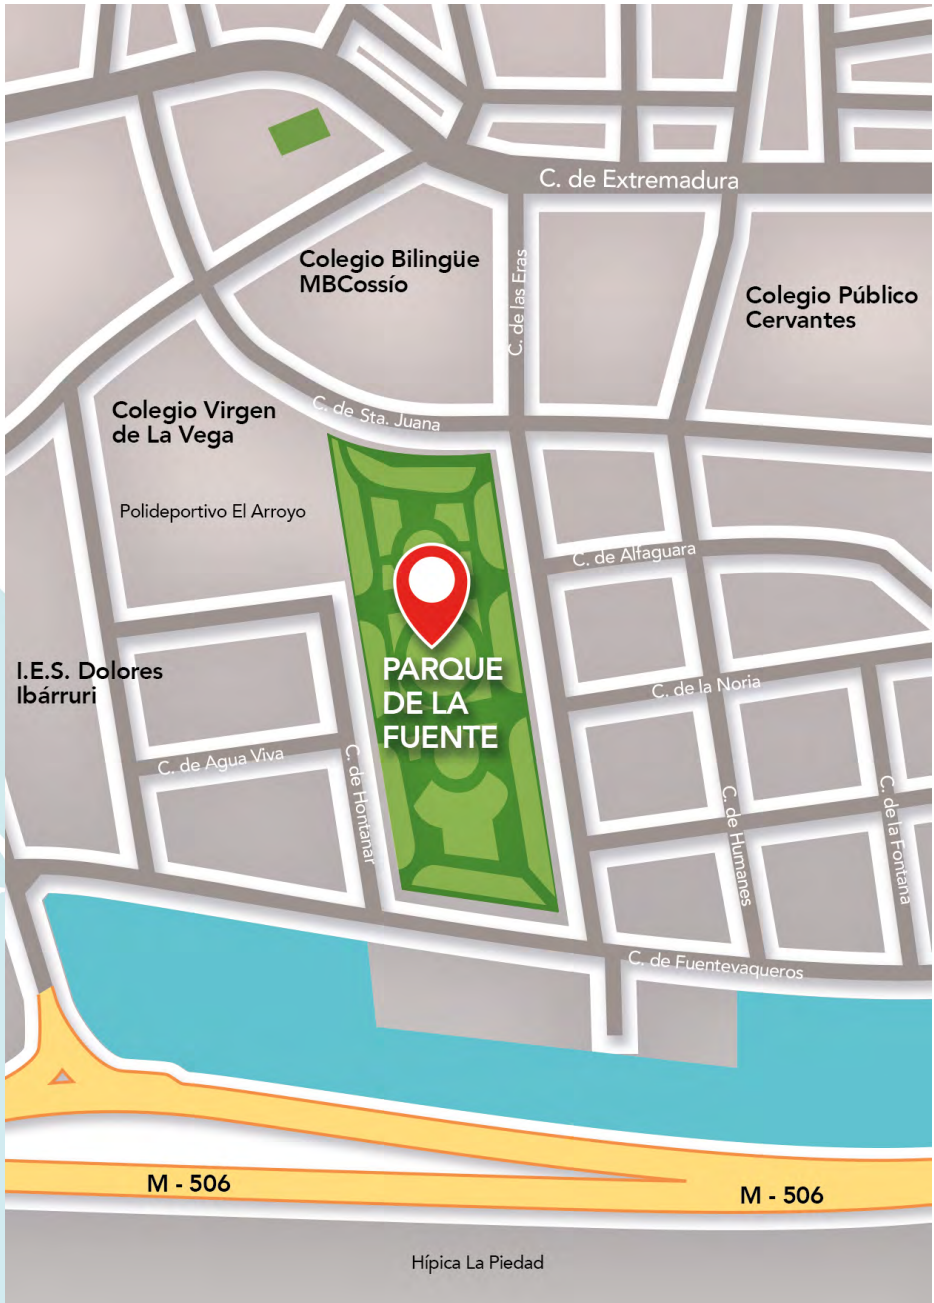 C. de Extremadura
Colegio Bilingüe
MBCossío
C. de las Eras
Colegio Público
Cervantes
Colegio Virgen
de La Vega
C. de Sta. Juana
Polideportivo El Arroyo
C. de Alfaguara
I.E.S. Dolores
Ibárruri
PARQUE
DE LA
FUENTE
C. de la Noria
C. de Agua Viva
C. de Hontanar
C. de Humanes
C. de la Fontana
C. de Fuentevaqueros
M - 506
M - 506
Hípica La Piedad